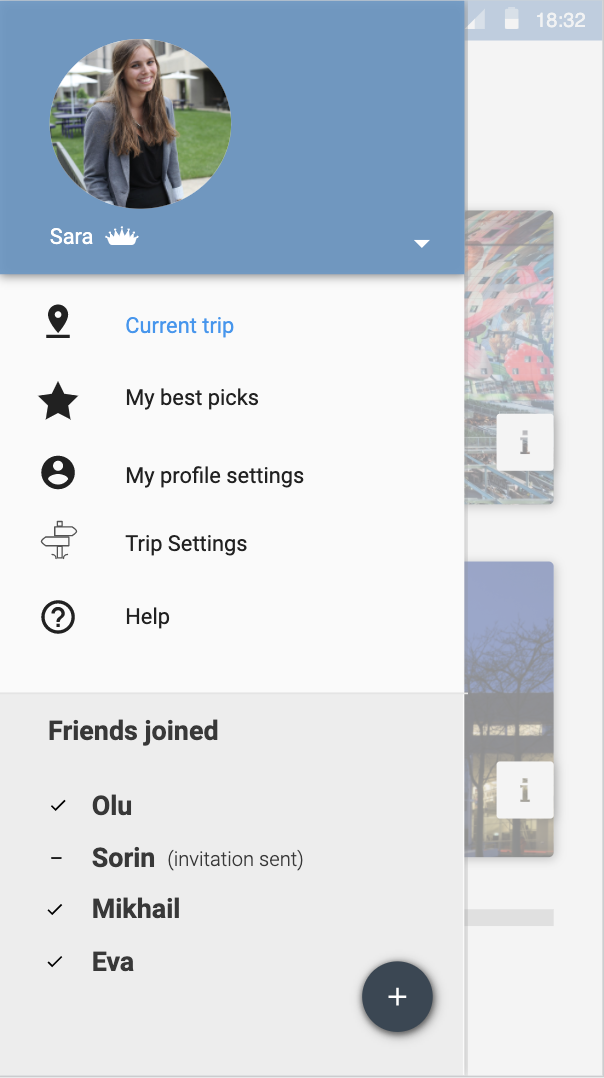 18:32
Sara
Current trip
My best picks
My profile settings
Trip Settings
Help
Friends joined
Olu
Sorin (invitation sent)
Mikhail
Eva